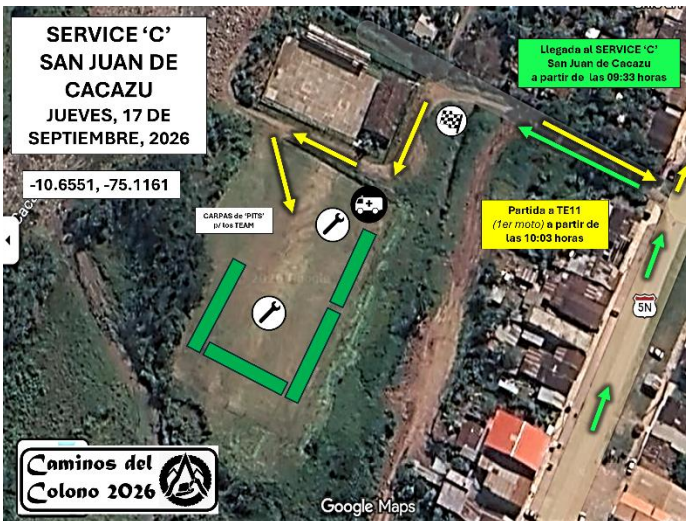 SERVICE ‘C’
SAN JUAN DE
CACAZU
JUEVES, 17 DE
SEPTIEMBRE, 2026
-10.6551, -75.1161
Llegada al SERVICE ‘C’
San Juan de Cacazu
a partir de las 09:33 horas
CARPAS de ‘PITS’
p/ los TEAM
Partida a TE11
(1er moto) a partir de
las 10:03 horas
5N
Caminos del
Colono 2026
Google Maps